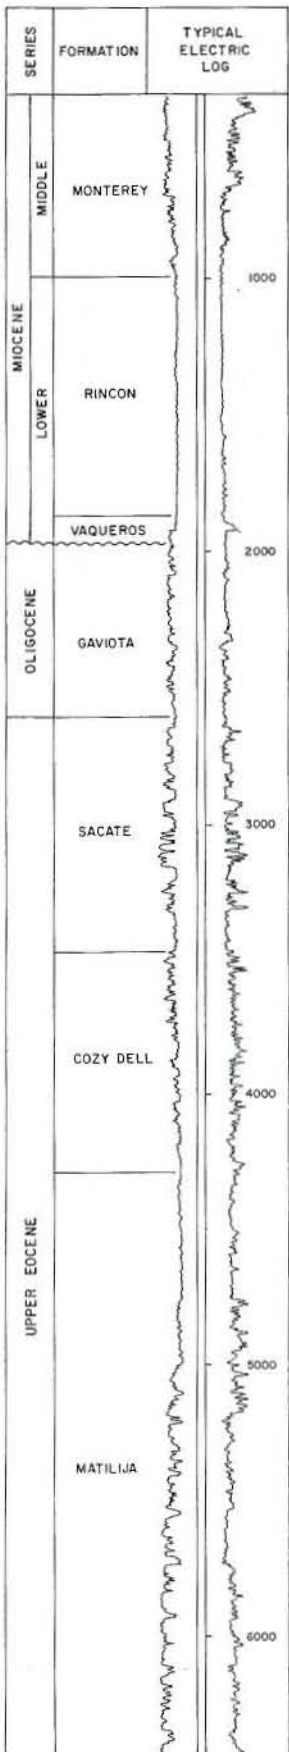 SERIES
FORMATION
TYPICAL
ELECTRIC
LOG
MIOCENE
MIDDLE
MONTEREY
1000
LOWER
RINCON
VAQUEROS
2000
OLIGOCENE
GAVIOTA
UPPER EOCENE
SACATE
3000
COZY DELL
4000
MATILIJA
5000
6000